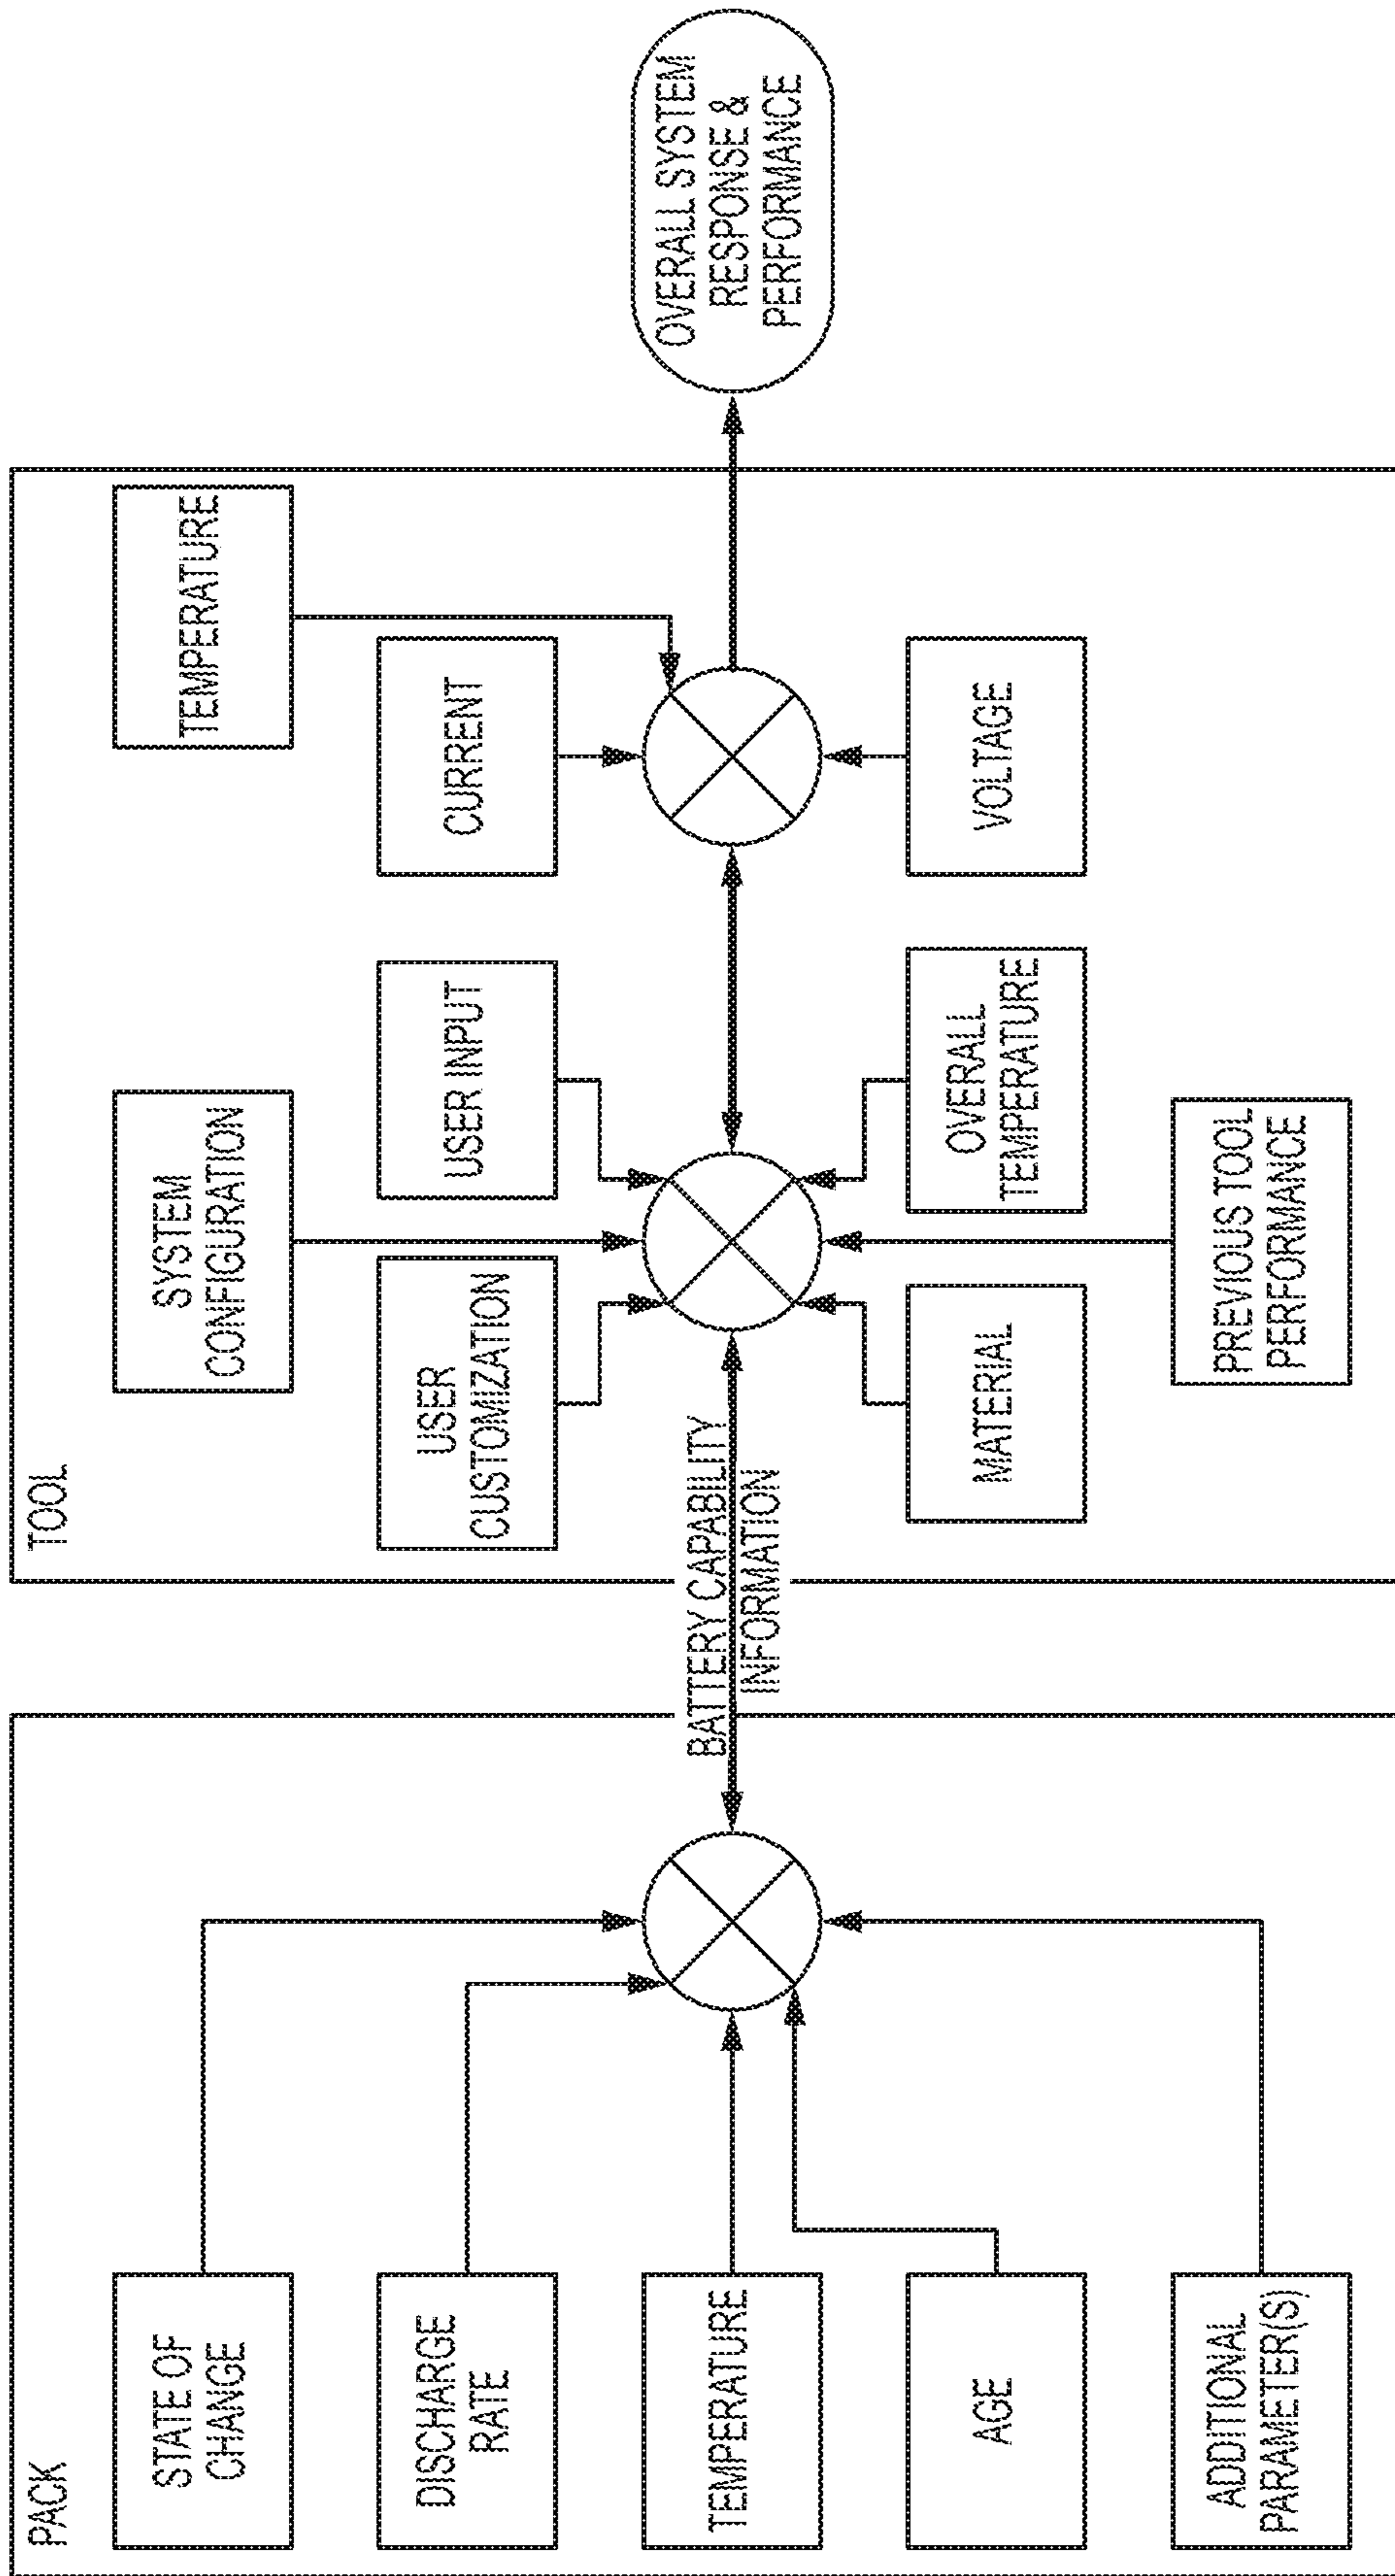 PACK
STATE OF
CHANGE
DISCHARGE
RATE
TEMPERATURE
AGE
ADDITIONAL
PARAMETER(S)
BATTERY CAPABILITY
INFORMATION
TOOL
SYSTEM
CONFIGURATION
USER
CUSTOMIZATION
USER INPUT
MATERIAL
OVERALL
TEMPERATURE
PREVIOUS TOOL
PERFORMANCE
TEMPERATURE
CURRENT
VOLTAGE
OVERALL SYSTEM
RESPONSE &
PERFORMANCE